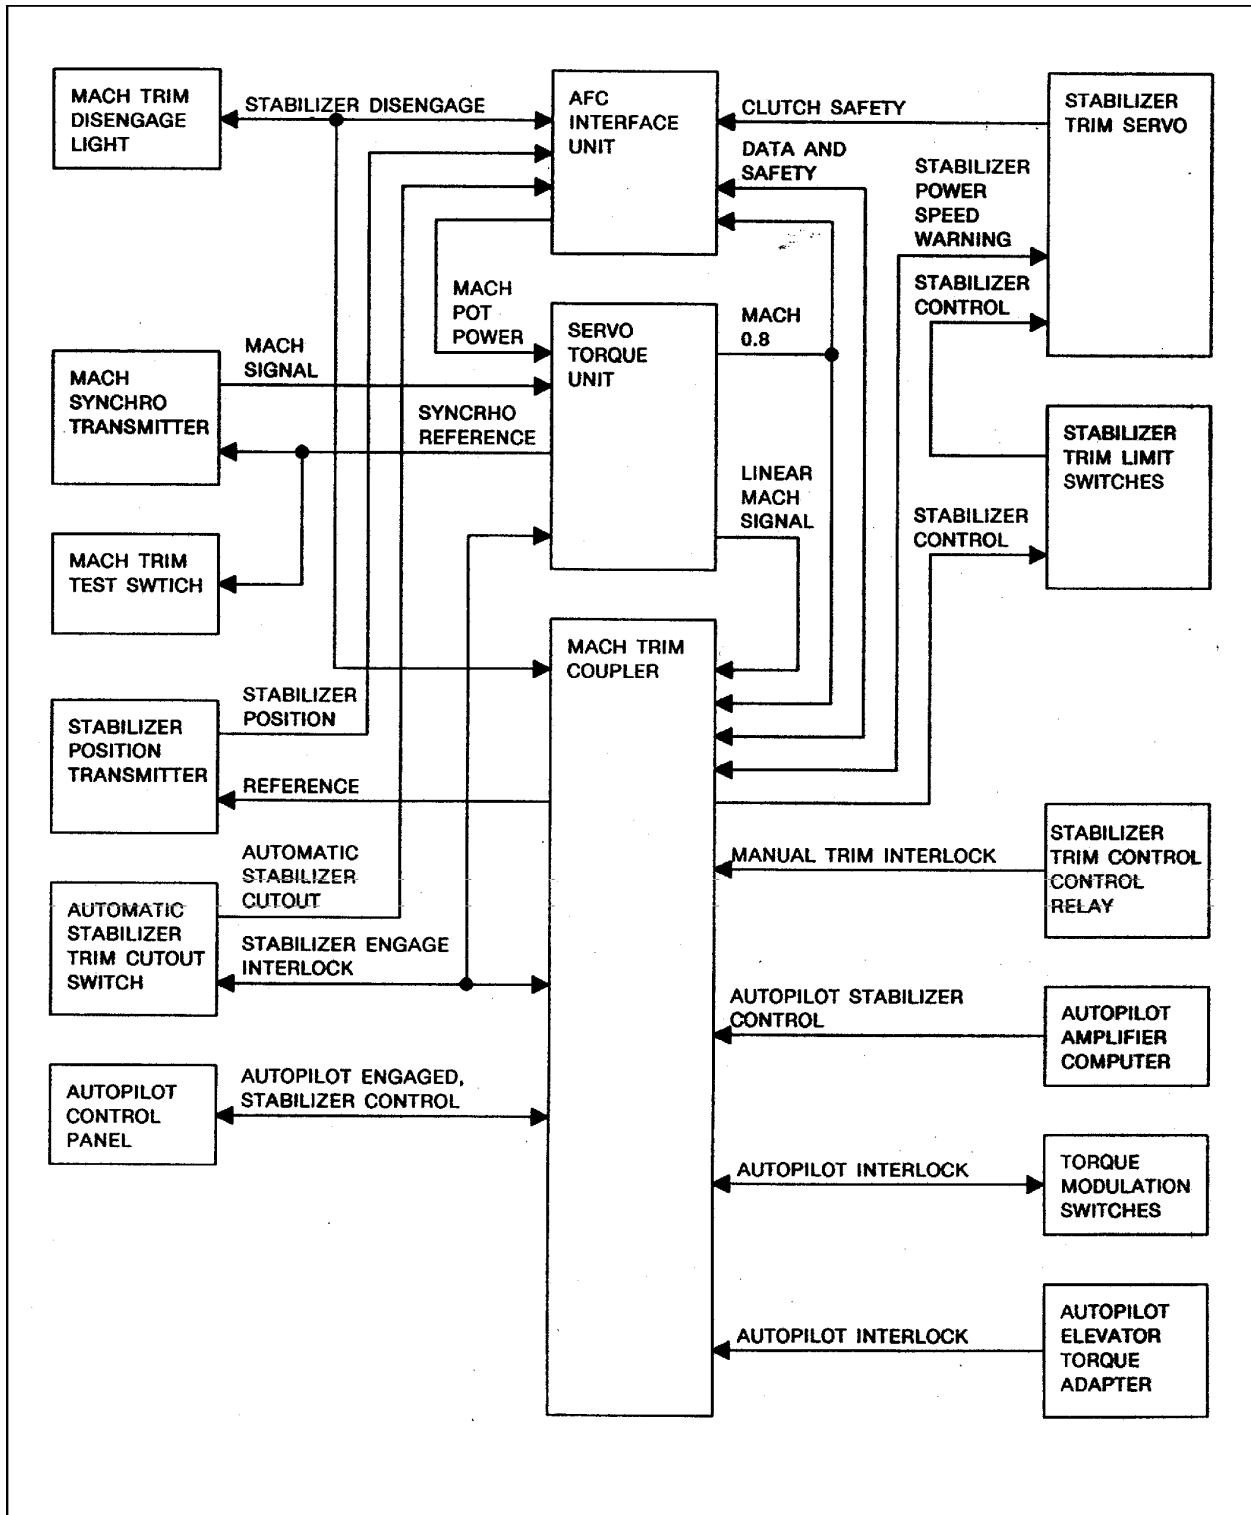 MACH TRIM
DISENGAGE
LIGHT
STABILIZER DISENGAGE
AFC
INTERFACE
UNIT
CLUTCH SAFETY
DATA AND
SAFETY
STABILIZER
TRIM SERVO
STABILIZER
POWER
SPEED
WARNING
STABILIZER
CONTROL
MACH
POT
POWER
SERVO
TORQUE
UNIT
MACH
0.8
MACH
SIGNAL
MACH
SYNCHRO
TRANSMITTER
SYNCRHO
REFERENCE
LINEAR
MACH
SIGNAL
STABILIZER
TRIM LIMIT
SWITCHES
STABILIZER
CONTROL
MACH TRIM
TEST SWTICH
MACH TRIM
COUPLER
STABILIZER
POSITION
STABILIZER
POSITION
TRANSMITTER
REFERENCE
AUTOMATIC
STABILIZER
CUTOUT
MANUAL TRIM INTERLOCK
STABILIZER
TRIM CONTROL
CONTROL
RELAY
AUTOMATIC
STABILIZER
TRIM CUTOUT
SWITCH
STABILIZER ENGAGE
INTERLOCK
AUTOPILOT STABILIZER
CONTROL
AUTOPILOT
AMPLIFIER
COMPUTER
AUTOPILOT
CONTROL
PANEL
AUTOPILOT ENGAGED,
STABILIZER CONTROL
AUTOPILOT INTERLOCK
TORQUE
MODULATION
SWITCHES
AUTOPILOT INTERLOCK
AUTOPILOT
ELEVATOR
TORQUE
ADAPTER